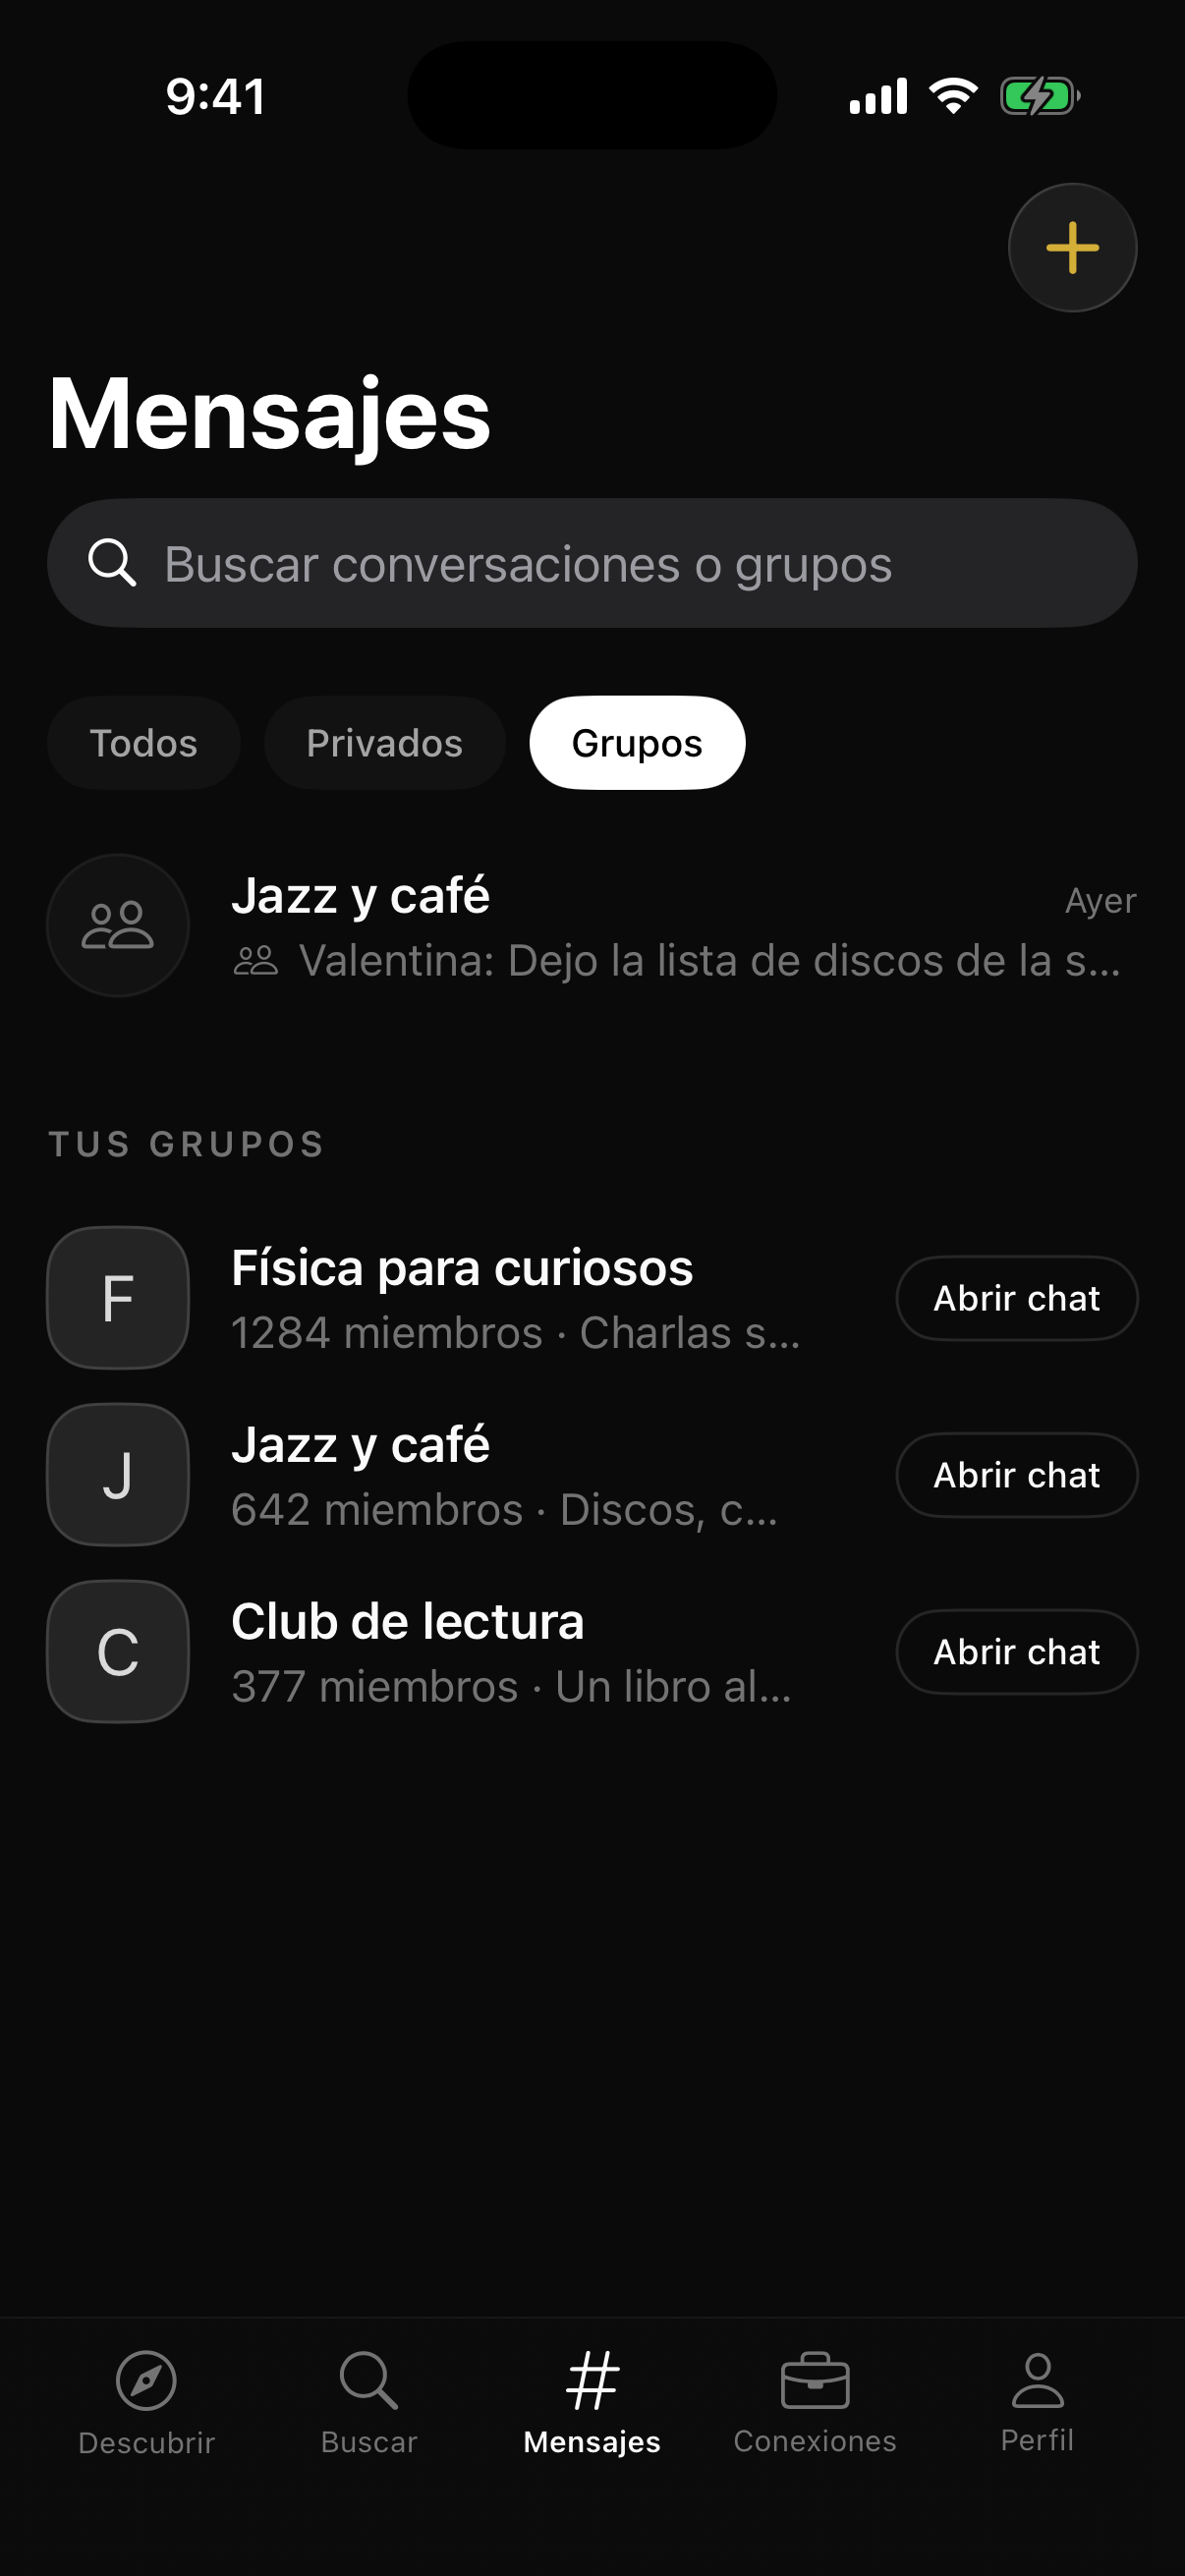 9:41
Mensajes
Buscar conversaciones o grupos
Todos Privados Grupos
Jazz y café Ayer
Valentina: Dejo la lista de discos de la s...
TUS GRUPOS
F Física para curiosos
1284 miembros · Charlas s...
Abrir chat
J Jazz y café
642 miembros · Discos, c...
Abrir chat
C Club de lectura
377 miembros · Un libro al...
Abrir chat
Descubrir Buscar Mensajes Conexiones Perfil